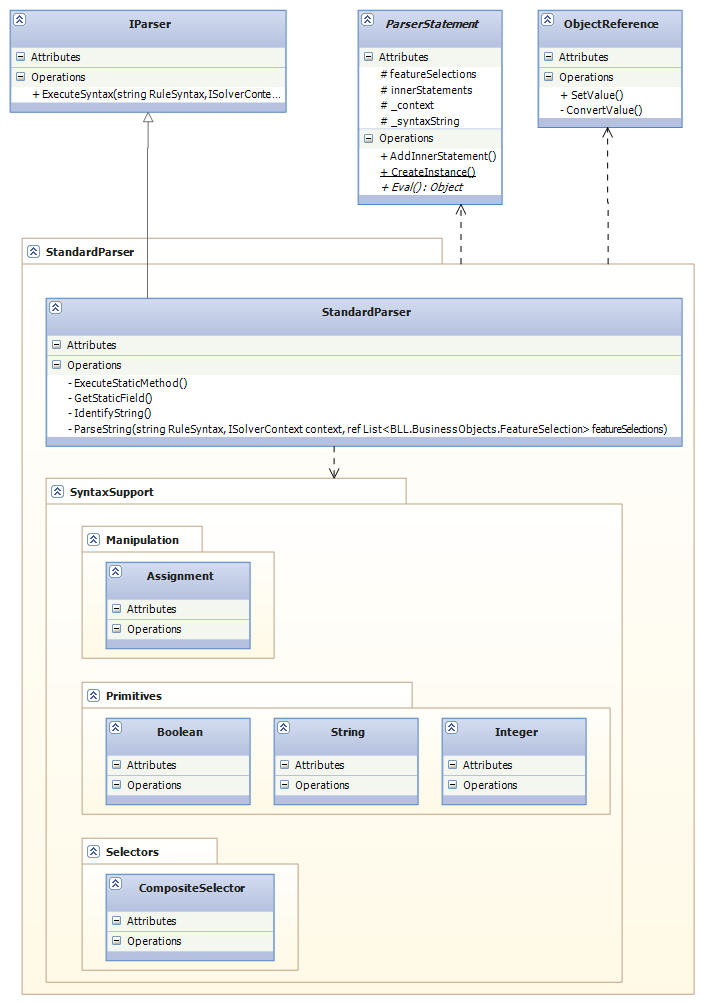 IParser
Attributes
Operations
+ ExecuteSyntax(string RuleSyntax,ISolverConte...
ParserStatement
Attributes
# featureSelections
# innerStatements
# _context
# _syntaxString
Operations
+ AddInnerStatement()
+ CreateInstance()
+ Eval() : Object
ObjectReference
Attributes
Operations
+ SetValue()
- ConvertValue()
StandardParser
StandardParser
Attributes
Operations
- ExecuteStaticMethod()
- GetStaticField()
- IdentifyString()
- ParseString(string RuleSyntax, ISolverContext context, ref List<BLL.BusinessObjects.FeatureSelection> featureSelections)
SyntaxSupport
Manipulation
Assignment
Attributes
Operations
Primitives
Boolean
Attributes
Operations
String
Attributes
Operations
Integer
Attributes
Operations
Selectors
CompositeSelector
Attributes
Operations